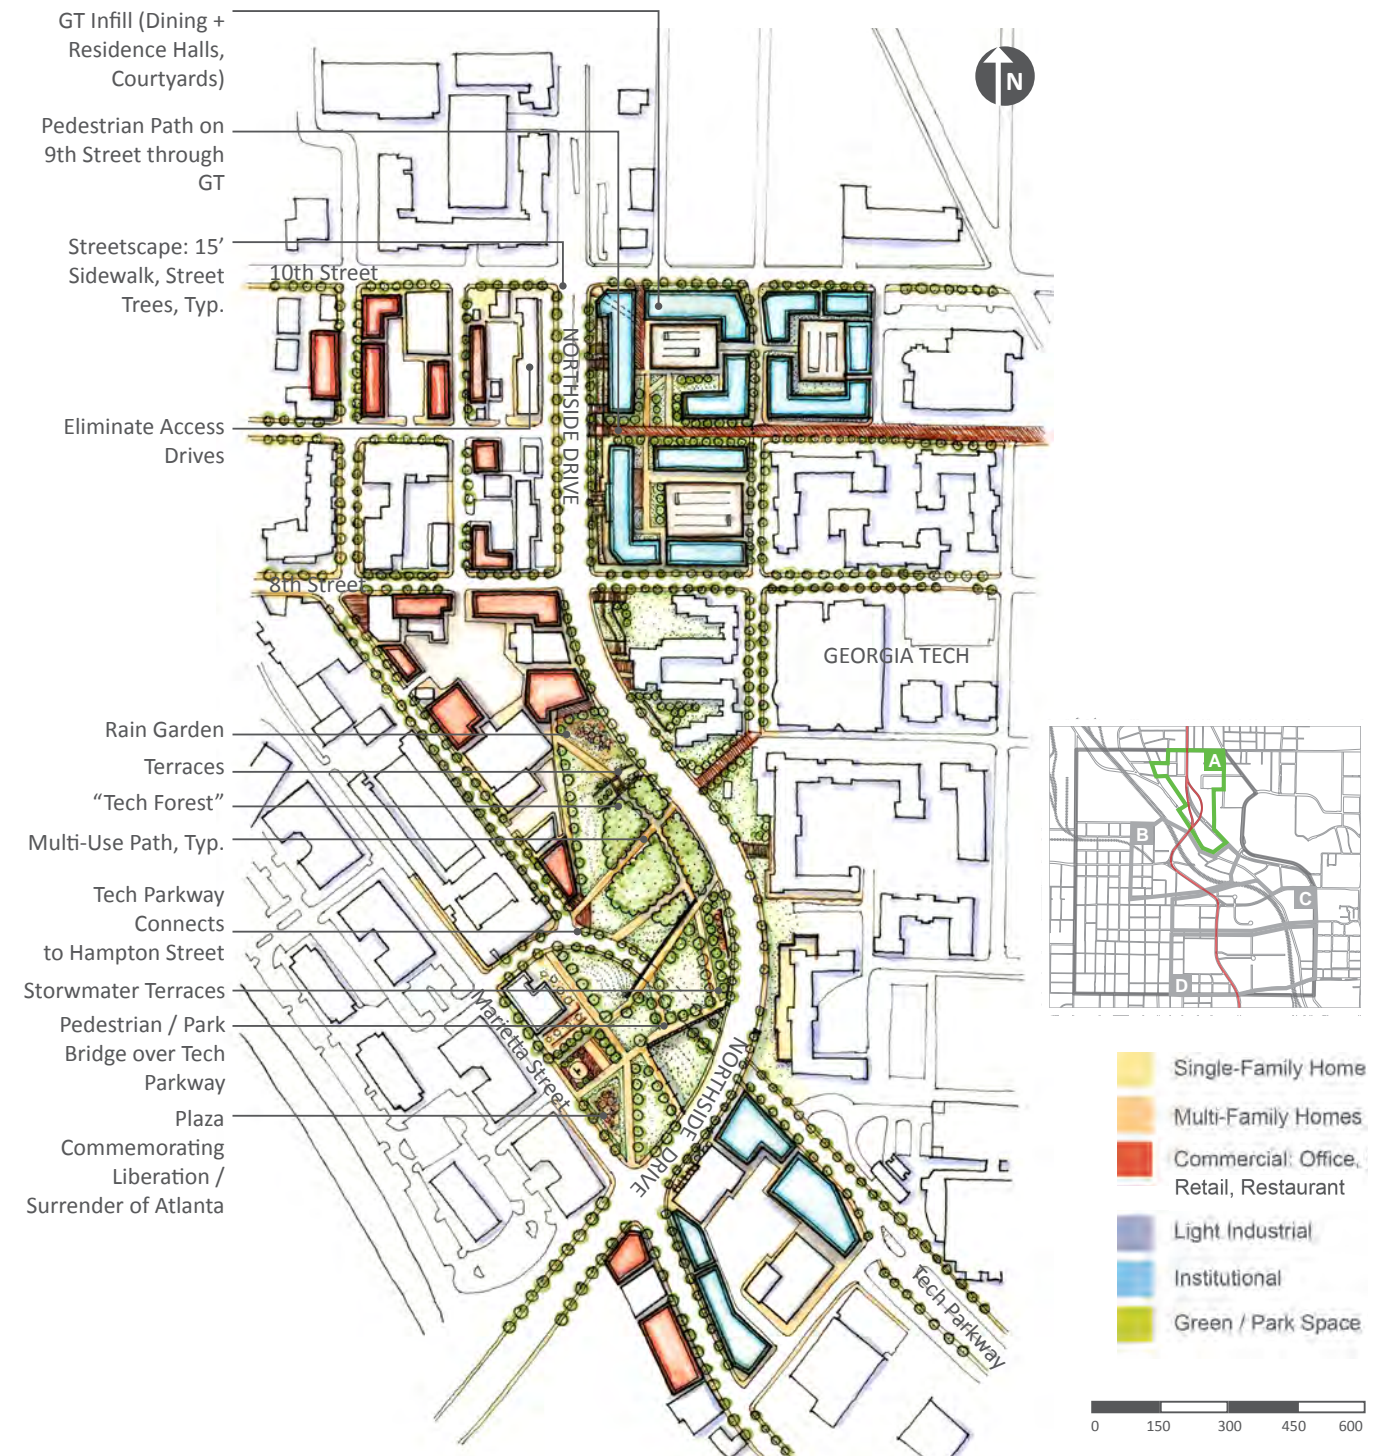 GT Infill (Dining +
Residence Halls,
Courtyards)
Pedestrian Path on
9th Street through
GT
Streetscape: 15’
Sidewalk, Street
Trees, Typ.
Eliminate Access
Drives
Rain Garden
Terraces
“Tech Forest”
Multi-Use Path, Typ.
Tech Parkway
Connects
to Hampton Street
Storwmater Terraces
Pedestrian / Park
Bridge over Tech
Parkway
Plaza
Commemorating
Liberation /
Surrender of Atlanta
N
10th Street
NORTHSIDE DRIVE
8th Street
GEORGIA TECH
Marietta Street
NORTHSIDE DRIVE
Tech Parkway
A
B
C
D
Single-Family Home
Multi-Family Homes
Commercial: Office,
Retail, Restaurant
Light Industrial
Institutional
Green / Park Space
0 150 300 450 600